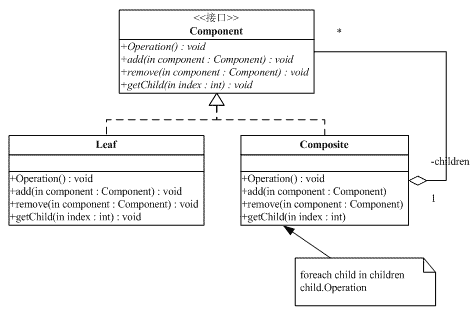 <<接口>>
Component
+Operation() : void
+add(in component : Component) : void
+remove(in component : Component) : void
+getChild(in index : int) : void
*
Leaf
+Operation() : void
+add(in component : Component) : void
+remove(in component : Component) : void
+getChild(in index : int) : void
Composite
+Operation() : void
+add(in component : Component)
+remove(in component : Component)
+getChild(in index : int)
-children
1
foreach child in children
child.Operation